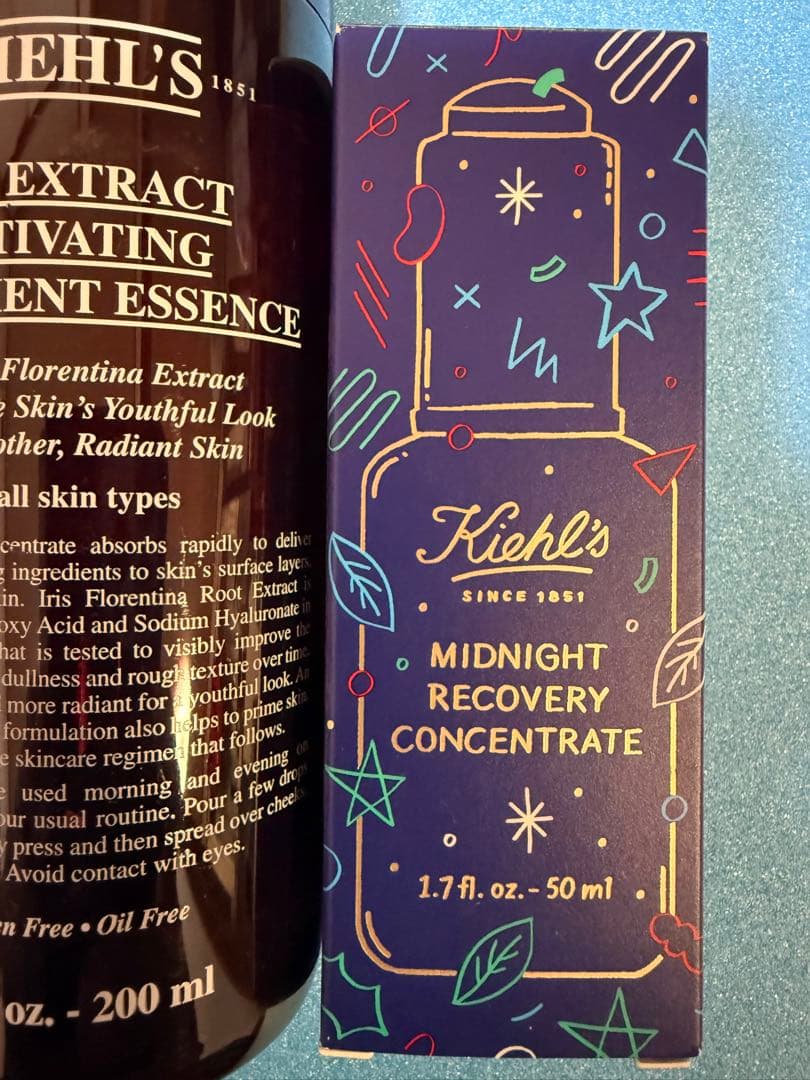 IEHL'S 1851
EXTRACT
TIVATING
ENT ESSENCE
Florentina Extract
e Skin's Youthful Look
other, Radiant Skin
all skin types
centrate absorbs rapidly to deliver
g ingredients to skin's surface layers
in. Iris Florentina Root Extract is
oxy Acid and Sodium Hyaluronate in
hat is tested to visibly improve the
dullness and rough texture over time.
more radiant for a youthful look. An
formulation also helps to prime skin
e skincare regimen that follows.
e used morning and evening on
our usual routine. Pour a few drops
y press and then spread over cheeks
Avoid contact with eyes.
n Free • Oil Free
oz. - 200 ml
Kiehl's
SINCE 1851
MIDNIGHT
RECOVERY
CONCENTRATE
1.7 fl. oz. - 50 ml